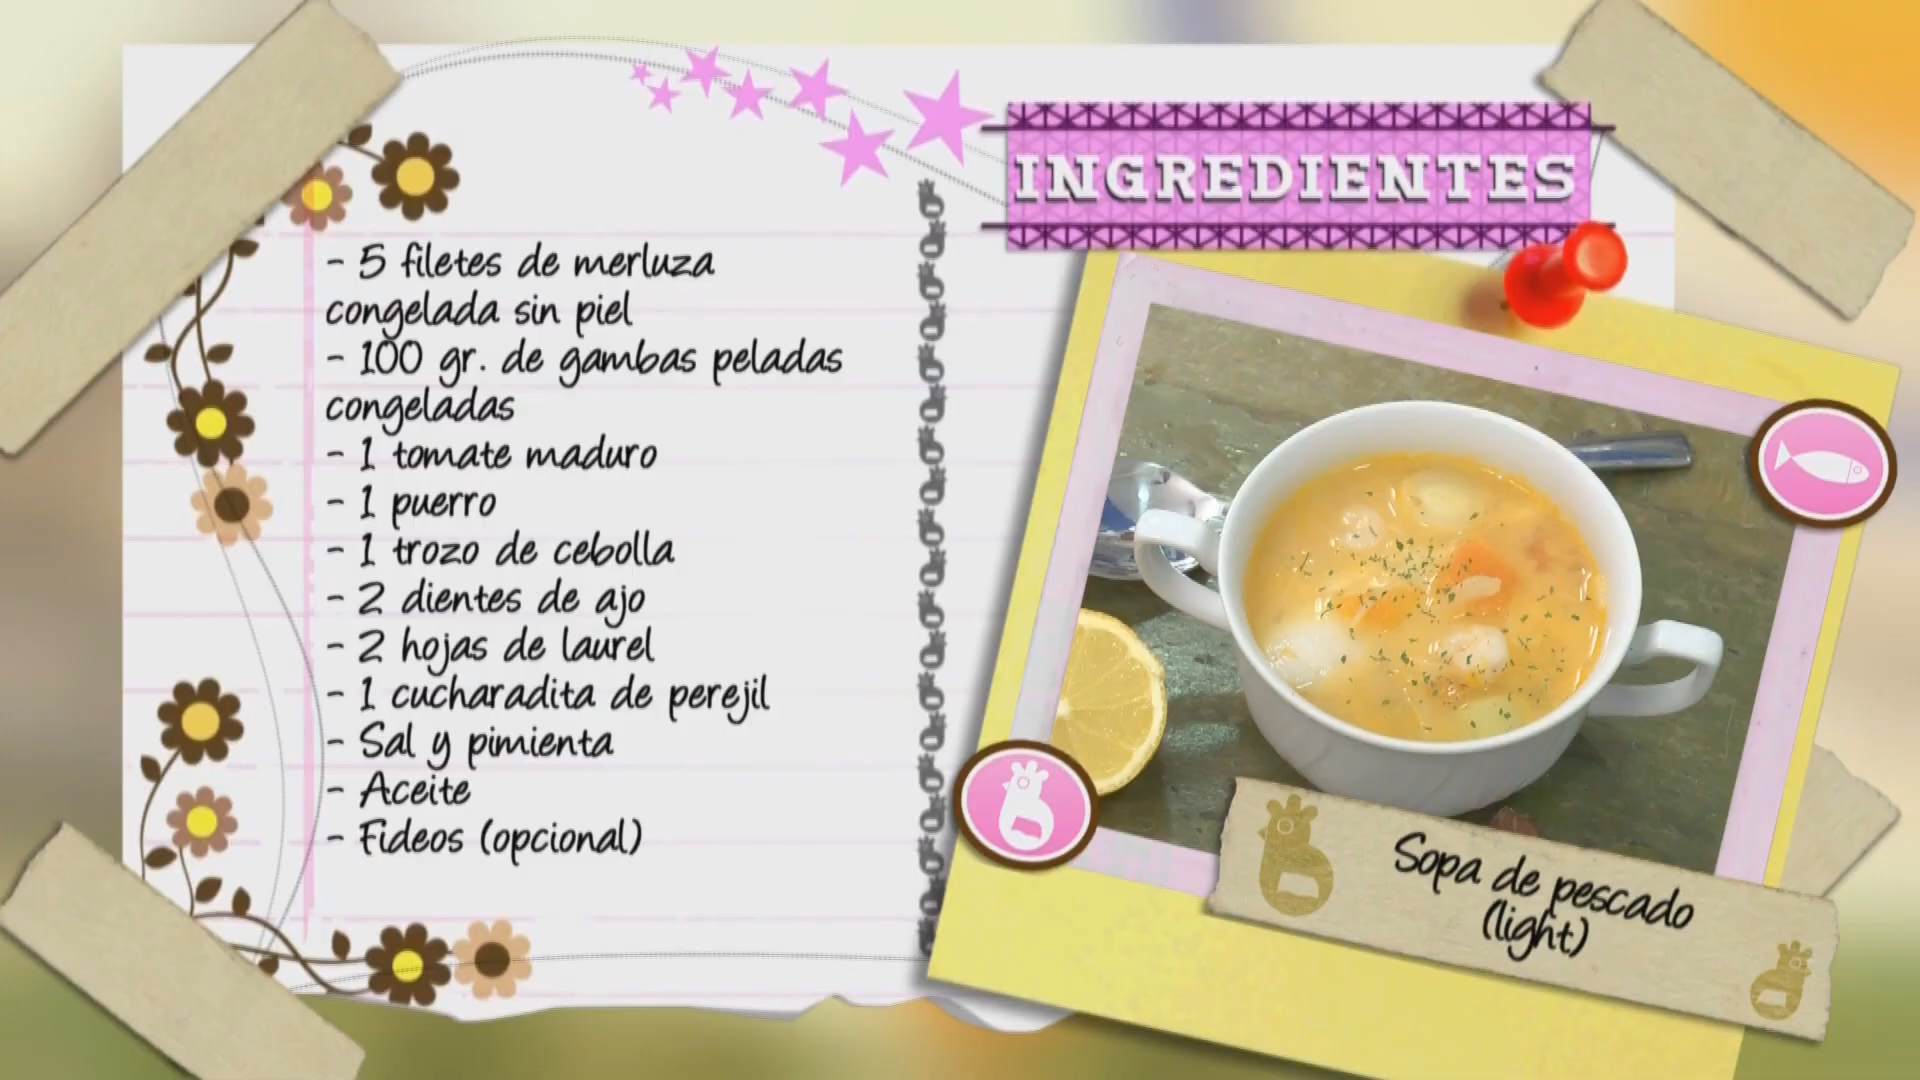 INGREDIENTES
- 5 filetes de merluza
congelada sin piel
- 100 gr. de gambas peladas
congeladas
- 1 tomate maduro
- 1 puerro
- 1 trozo de cebolla
- 2 dientes de ajo
- 2 hojas de laurel
- 1 cucharadita de perejil
- Sal y pimienta
- Aceite
- Fideos (opcional)
Sopa de pescado
(light)